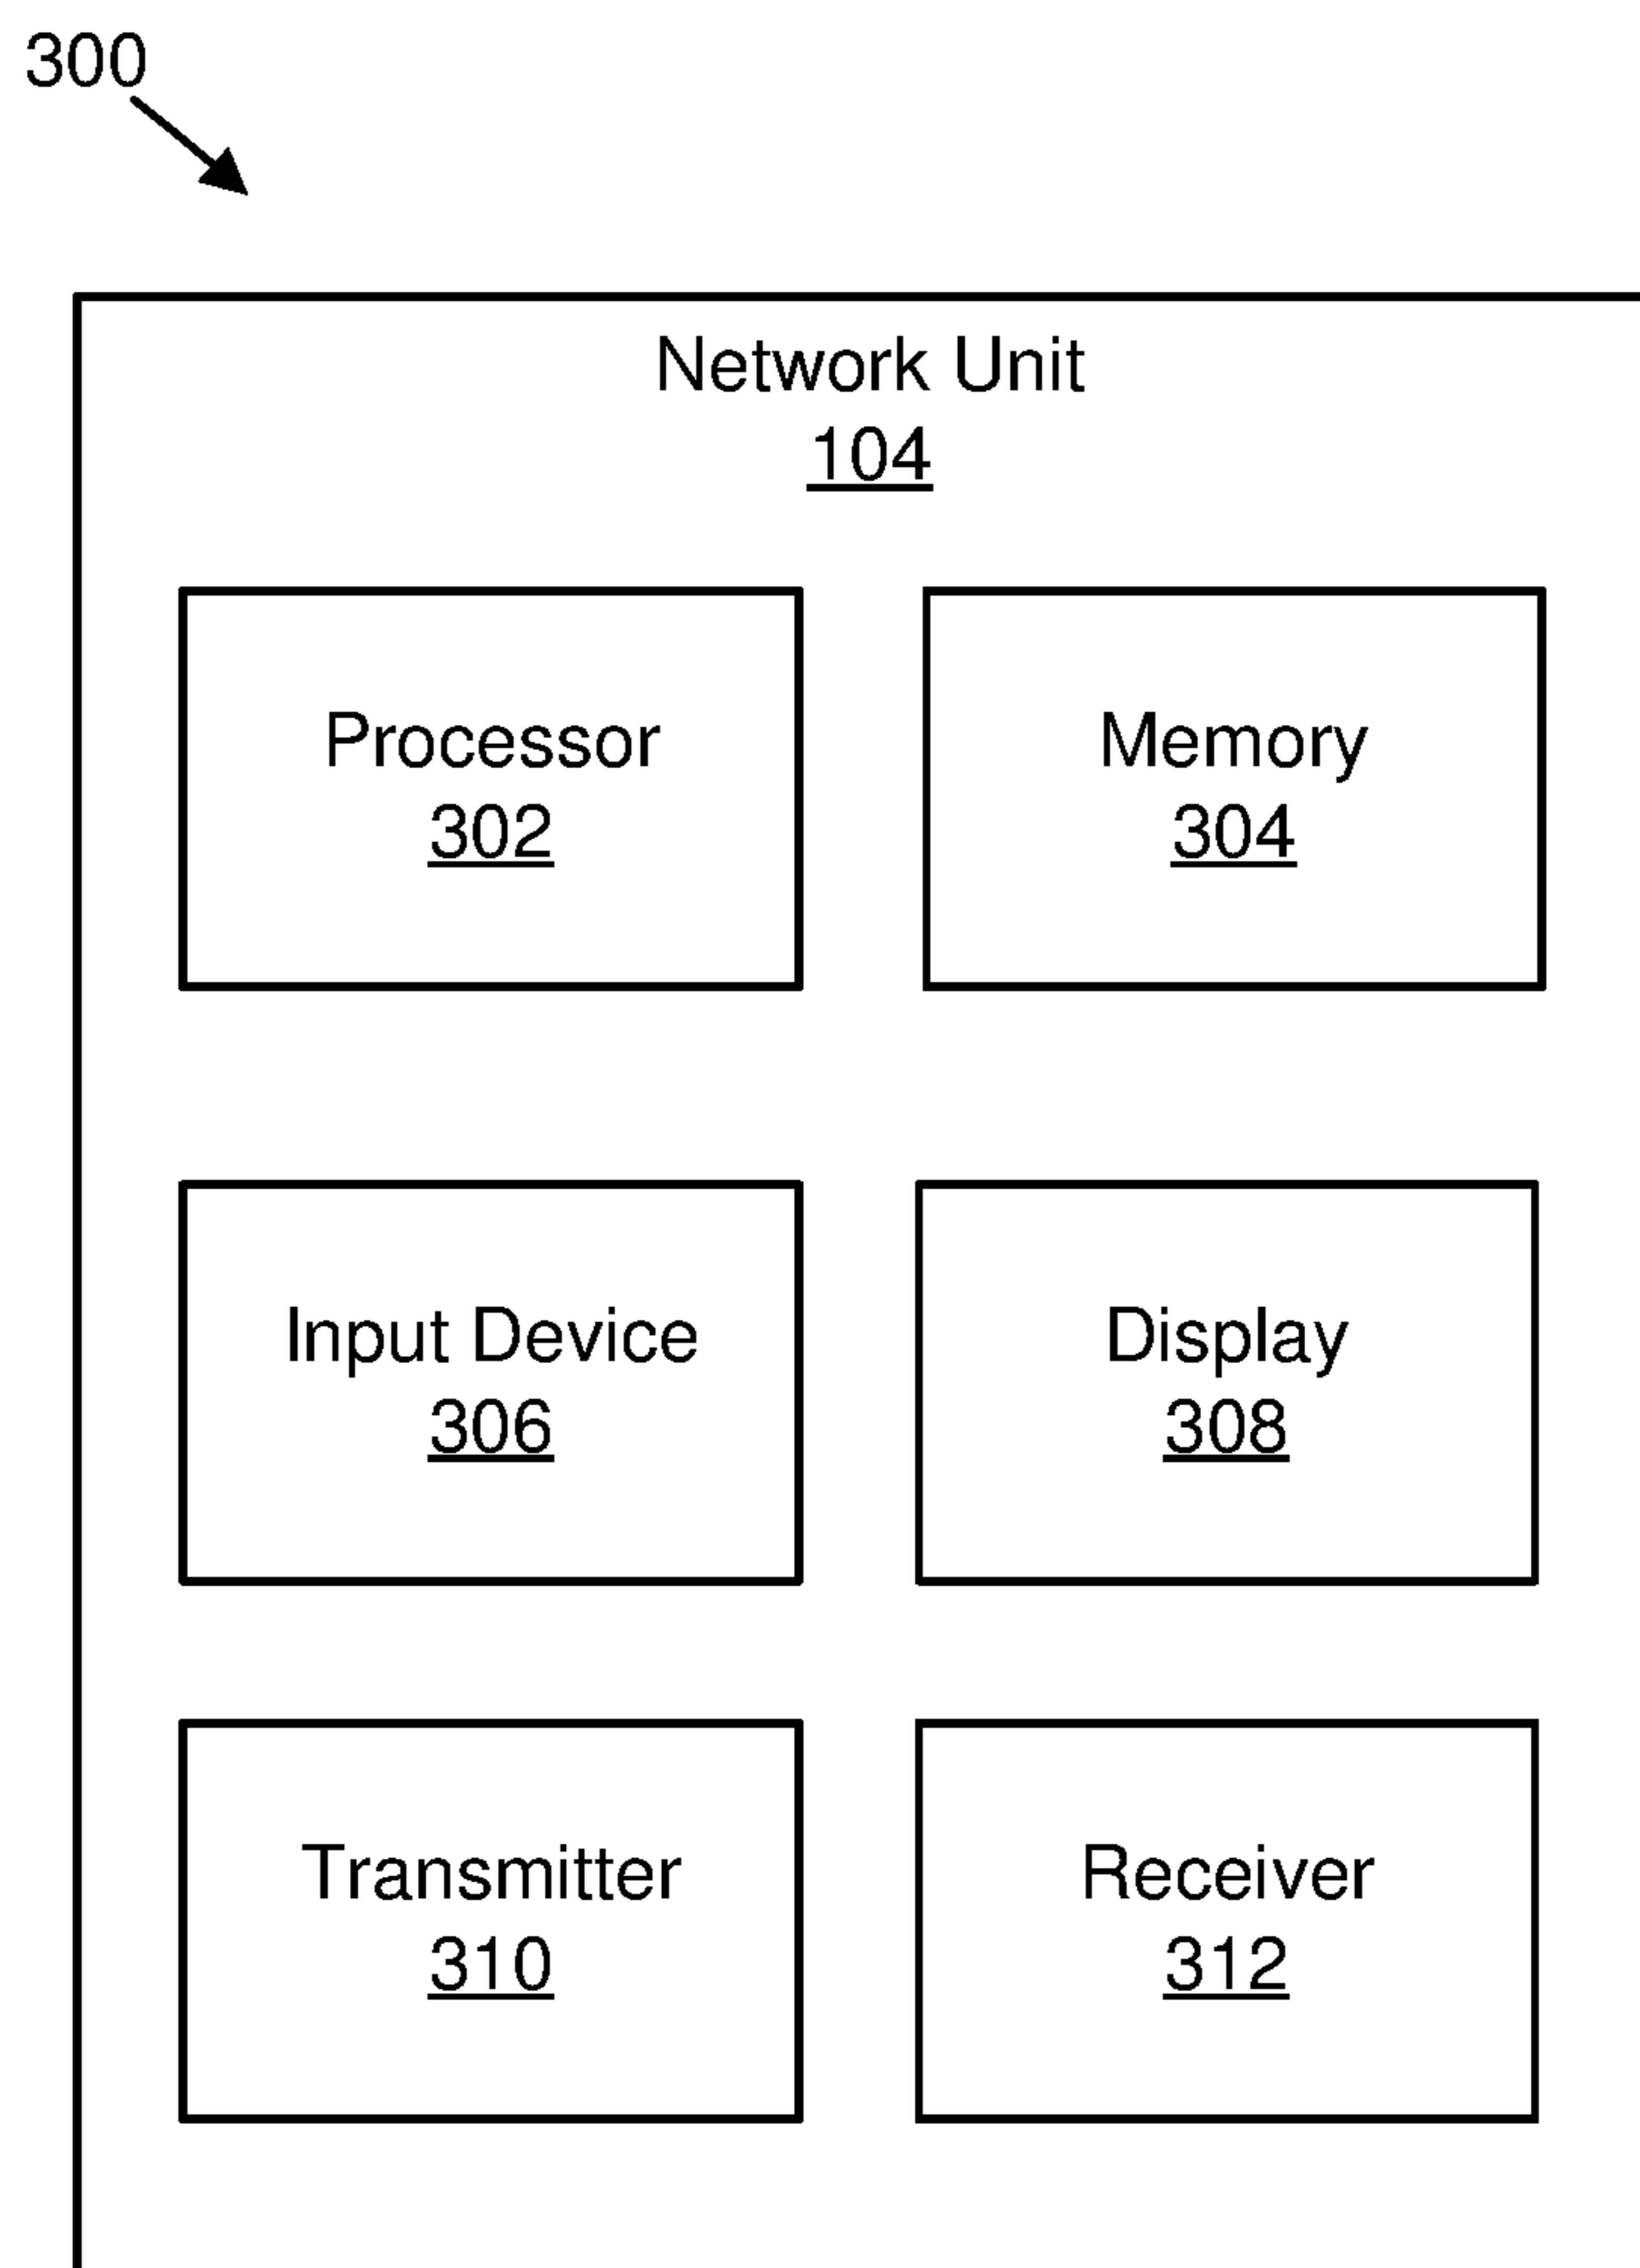 300
Network Unit
104
Processor
302
Memory
304
Input Device
306
Display
308
Transmitter
310
Receiver
312